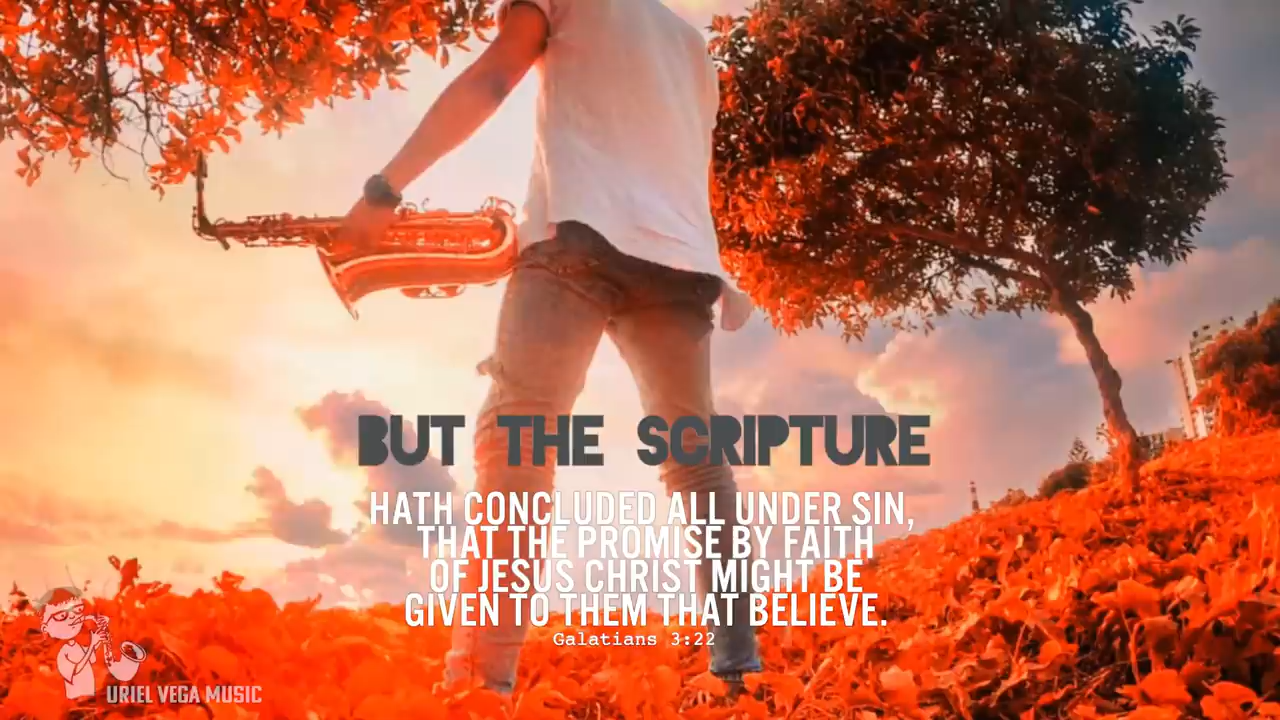 BUT THE SCRIPTURE
HATH CONCLUDED ALL UNDER SIN,
THAT THE PROMISE BY FAITH
OF JESUS CHRIST MIGHT BE
GIVEN TO THEM THAT BELIEVE.
Galatians 3:22
URIEL VEGA MUSIC